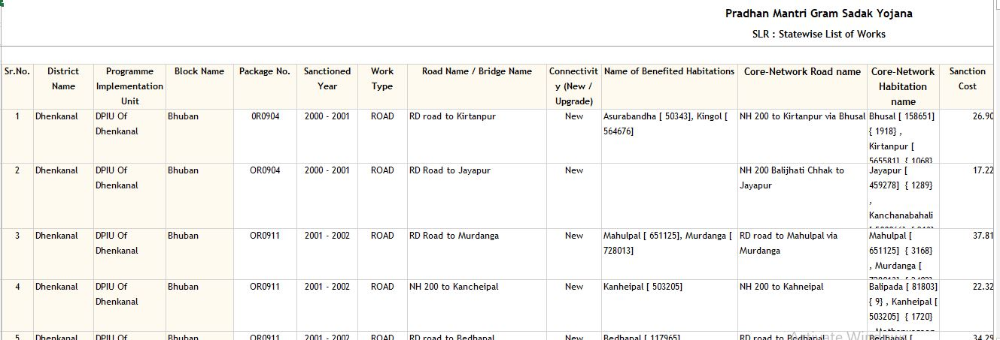 Pradhan Mantri Gram Sadak Yojana
SLR : Statewise List of Works
Sr.No. District Name Programme Implementation Unit Block Name Package No. Sanctioned Year Work Type Road Name / Bridge Name Connectivit y (New / Upgrade) Name of Benefited Habitations Core-Network Road name Core-Network Habitation name Sanction Cost
1 Dhenkanal DPIU Of Dhenkanal Bhuban 0R0904 2000 - 2001 ROAD RD road to Kirtanpur New Asurabandha [ 50343], Kingol [ 564676] NH 200 to Kirtanpur via Bhusal Bhusal [ 158651] { 1918} , Kirtanpur [ 565581] { 1068} 26.90
2 Dhenkanal DPIU Of Dhenkanal Bhuban OR0904 2000 - 2001 ROAD RD Road to Jayapur New NH 200 Balijhati Chhak to Jayapur Jayapur [ 459278] { 1289} , Kanchanabahali 17.22
3 Dhenkanal DPIU Of Dhenkanal Bhuban OR0911 2001 - 2002 ROAD RD Road to Murdanga New Mahulpal [ 651125], Murdanga [ 728013] RD road to Mahulpal via Murdanga Mahulpal [ 651125] { 3168} , Murdanga [ 37.81
4 Dhenkanal DPIU Of Dhenkanal Bhuban OR0911 2001 - 2002 ROAD NH 200 to Kancheipal New Kanheipal [ 503205] NH 200 to Kahneipal Balipada [ 81803] { 9} , Kanheipal [ 503205] { 1720} 22.32
5 Dhenkanal DPIU Of Bhuban OR0911 2001 - 2002 ROAD RD road to Bedhapal New Bedhapal [ 117965] RD road to Bedhapal Bedhapal [ 34.29